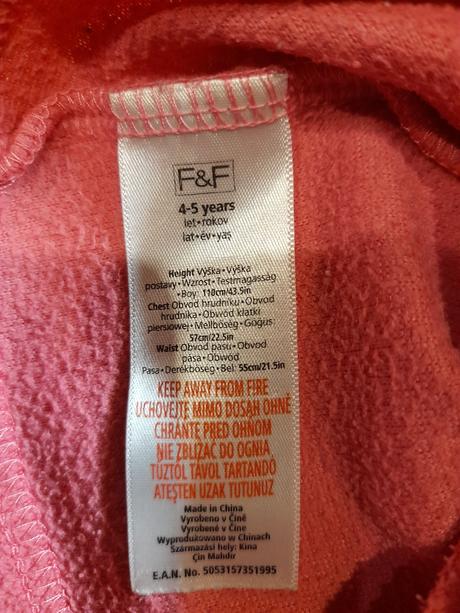 F&F
4-5 years
let•rokov
lat•év•yaş
Height Výška•Výška
postavy•Wzrost•Testmagasság
•Boy: 110cm/43.5in
Chest Obvod hrudníku•Obvod
hrudníka•Obvód klatki
piersiowej•Mellbőség•Göğüs:
57cm/22.5in
Waist Obvod pasu•Obvod
pása•Obwód
Pasa•Derékbőség•Bel: 55cm/21.5in
KEEP AWAY FROM FIRE
UCHOVEJTE MIMO DOSAH OHNĚ
CHRÁŇTE PRED OHŇOM
NIE ZBLIŻAĆ DO OGNIA
TŰZTŐL TÁVOL TARTANDÓ
ATEŞTEN UZAK TUTUNUZ
Made in China
Vyrobeno v Číně
Vyrobené v Číne
Wyprodukowano w Chinach
Származási hely: Kína
Çin Malıdır
E.A.N. No. 5053157351995